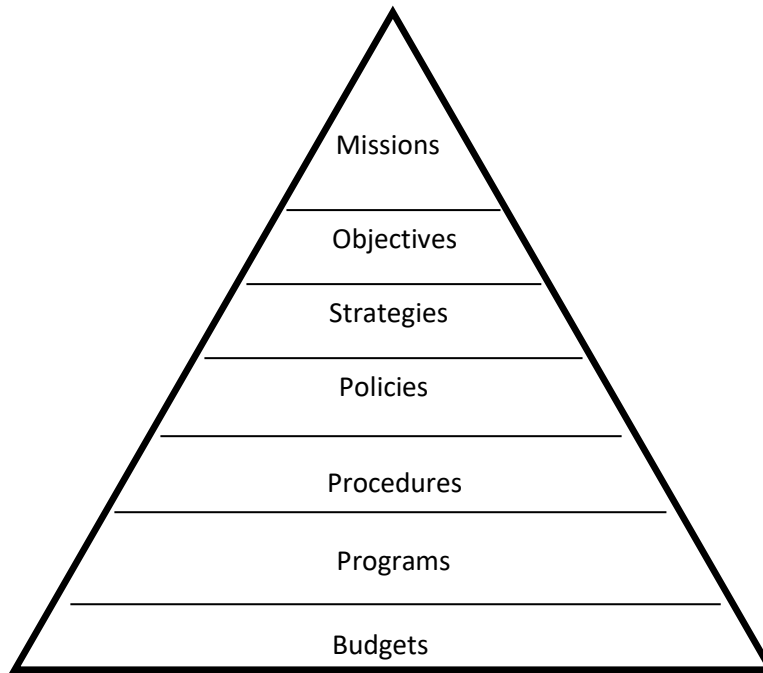 Missions
Objectives
Strategies
Policies
Procedures
Programs
Budgets